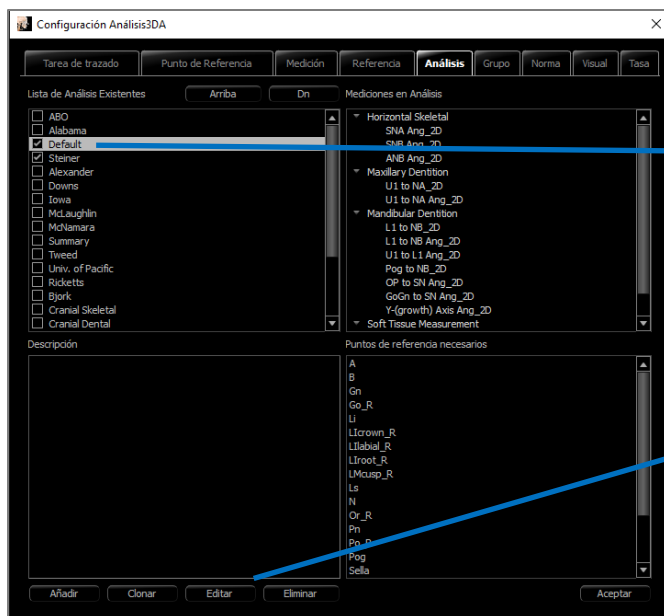 Configuración Análisis3DA
Tarea de trazado
Punto de Referencia
Medición
Referencia
Análisis
Grupo
Norma
Visual
Tasa
Lista de Análisis Existentes
Arriba
Dn
ABO
Alabama
Default
Steiner
Alexander
Downs
Iowa
McLaughlin
McNamara
Summary
Tweed
Univ. of Pacific
Ricketts
Bjork
Cranial Skeletal
Cranial Dental
Mediciones en Análisis
Horizontal Skeletal
SNA Ang_2D
SNB Ang_2D
ANB Ang_2D
Maxillary Dentition
U1 to NA_2D
U1 to NA Ang_2D
Mandibular Dentition
L1 to NB_2D
L1 to NB Ang_2D
U1 to L1 Ang_2D
Pog to NB_2D
OP to SN Ang_2D
GoGn to SN Ang_2D
Y-(growth) Axis Ang_2D
Soft Tissue Measurement
Descripción
Puntos de referencia necesarios
A
B
Gn
Go_R
Li
LIcrown_R
LIlabial_R
LIroot_R
LMcusp_R
Ls
N
Or_R
Pn
Po_R
Pog
Sella
Añadir
Clonar
Editar
Eliminar
Aceptar